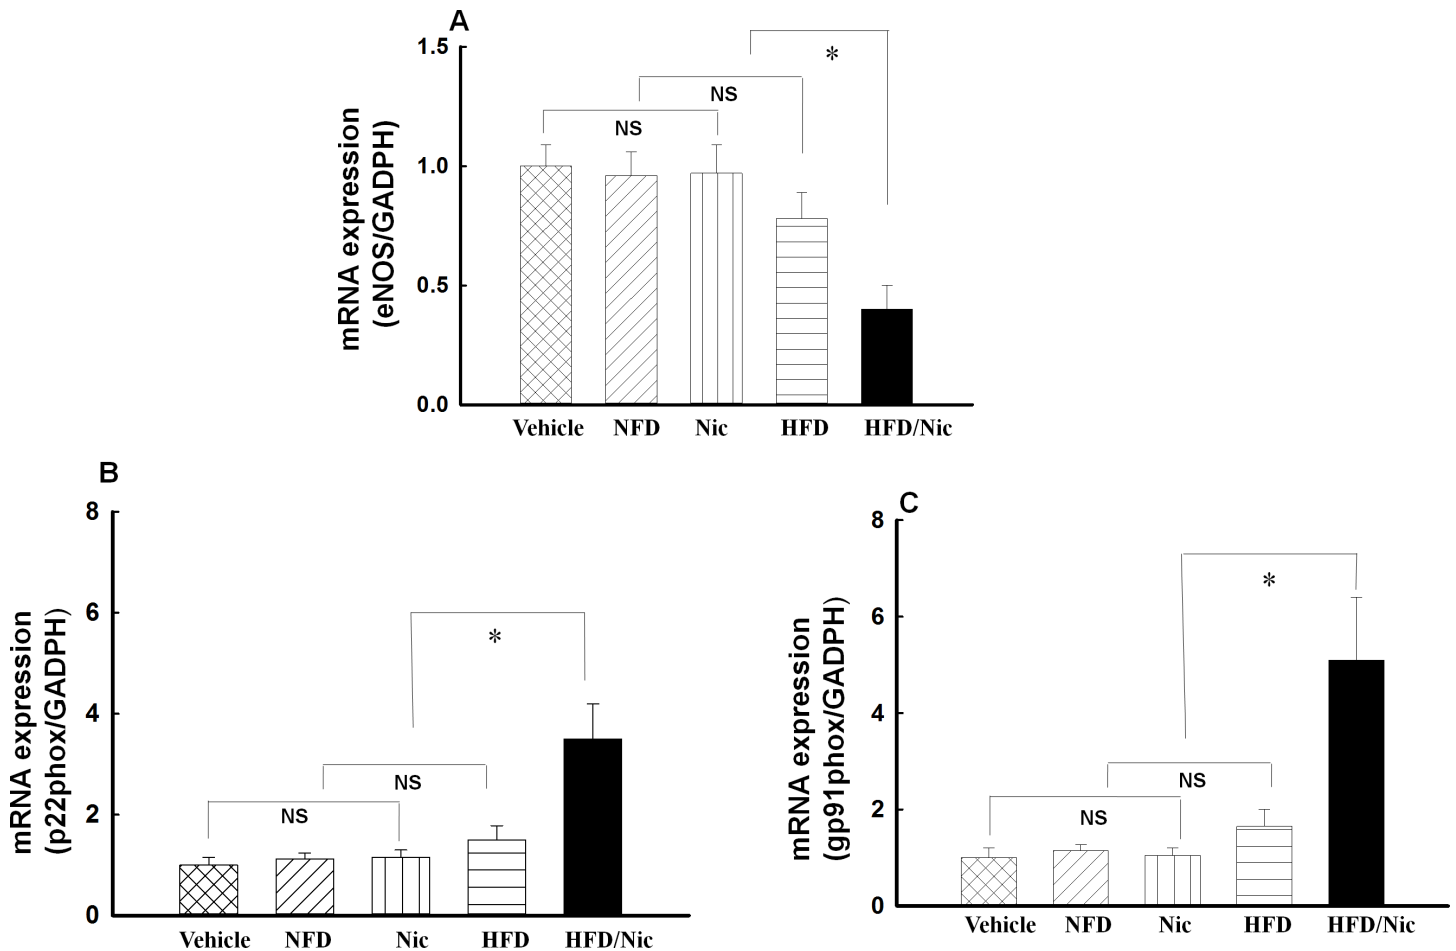 A
1.5
1.0
0.5
0.0
mRNA expression
(eNOS/GADPH)
*
NS
NS
Vehicle NFD Nic HFD HFD/Nic
B
8
6
4
2
0
mRNA expression
(p22phox/GADPH)
*
NS
NS
Vehicle NFD Nic HFD HFD/Nic
C
8
6
4
2
0
mRNA expression
(gp91phox/GADPH)
*
NS
NS
Vehicle NFD Nic HFD HFD/Nic